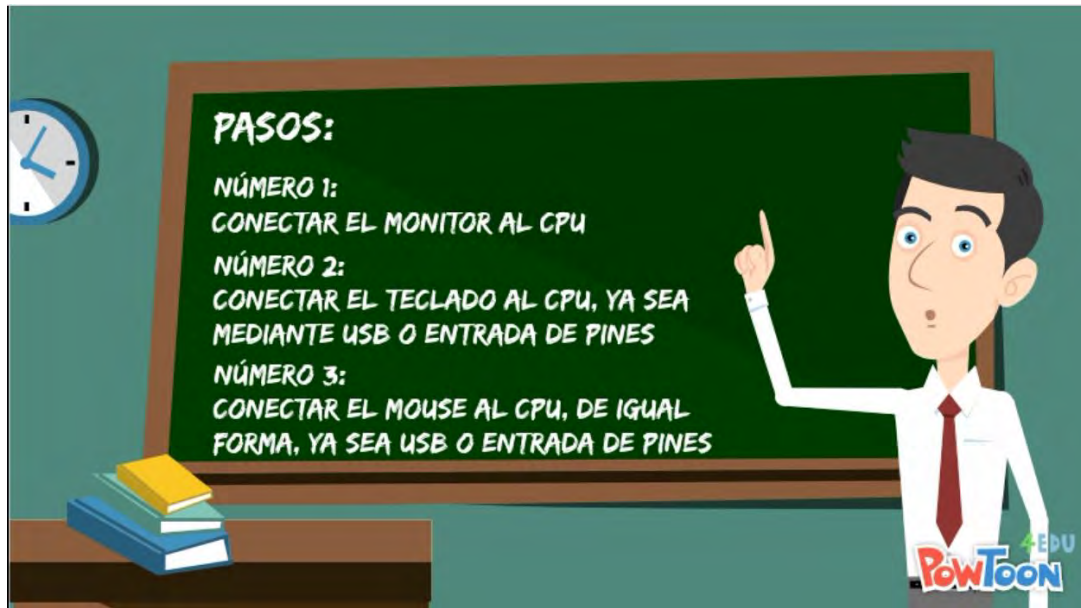 PASOS:
NÚMERO 1:
CONECTAR EL MONITOR AL CPU
NÚMERO 2:
CONECTAR EL TECLADO AL CPU, YA SEA
MEDIANTE USB O ENTRADA DE PINES
NÚMERO 3:
CONECTAR EL MOUSE AL CPU, DE IGUAL
FORMA, YA SEA USB O ENTRADA DE PINES
4EDU
POWTOON